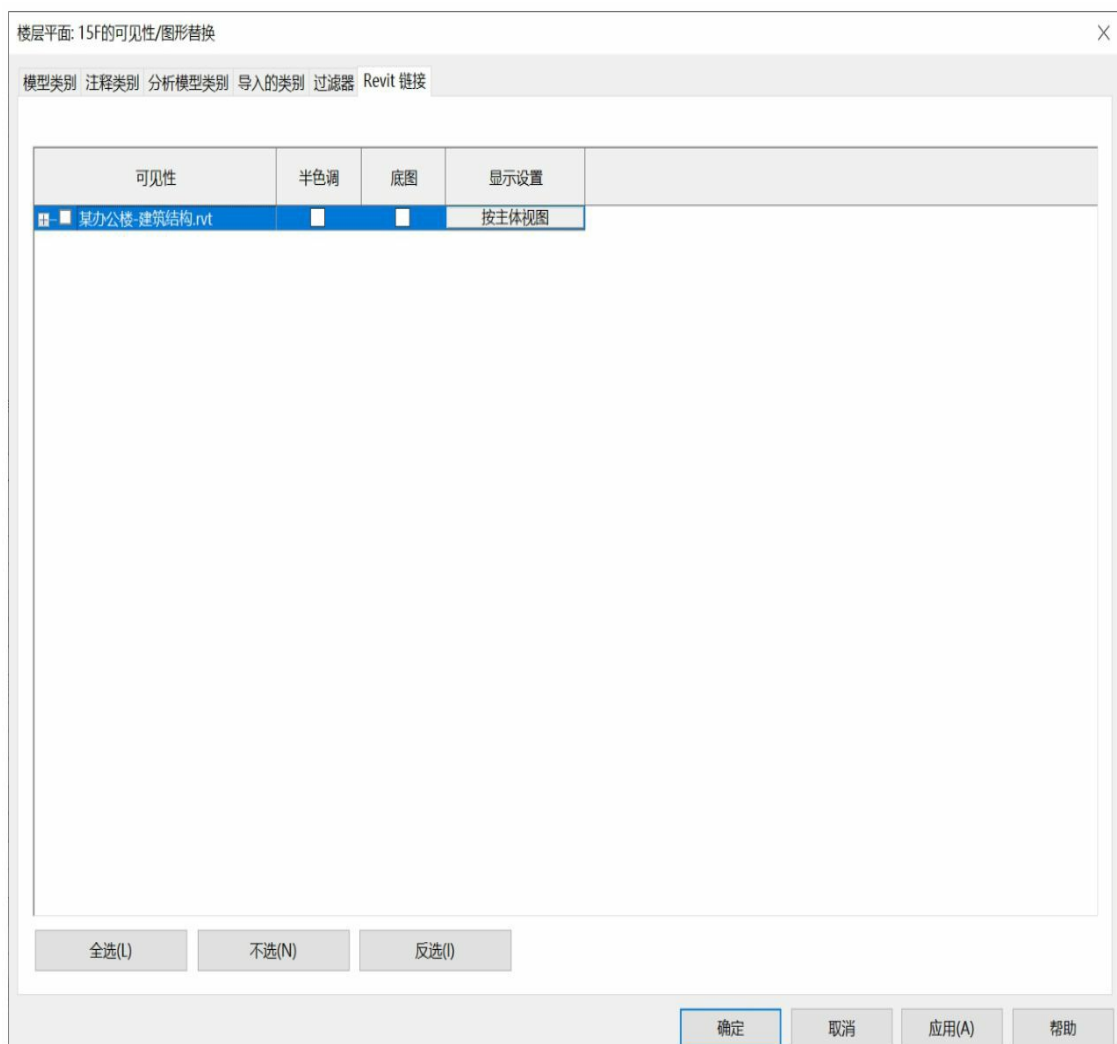 楼层平面: 15F的可见性/图形替换
模型类别 注释类别 分析模型类别 导入的类别 过滤器 Revit 链接
可见性 半色调 底图 显示设置
某办公楼-建筑结构.rvt 按主体视图
全选(L) 不选(N) 反选(I)
确定 取消 应用(A) 帮助